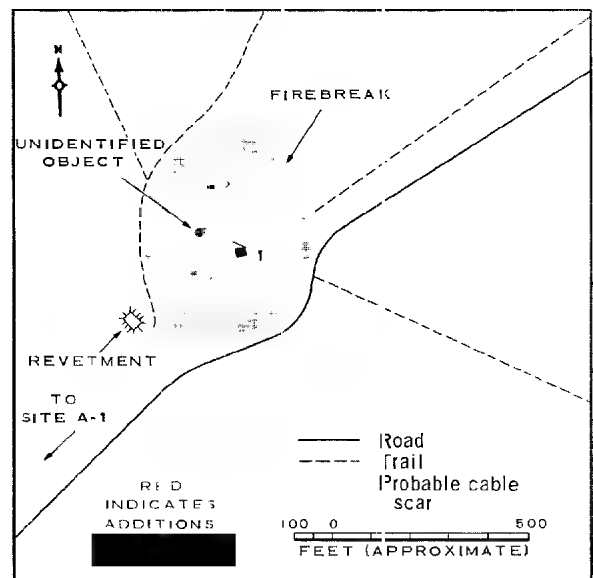 N
FIREBREAK
UNIDENTIFIED
OBJECT
REVETMENT
TO
SITE A-1
Road
Trail
Probable cable
scar
RED
INDICATES
ADDITIONS
100 0 500
FEET (APPROXIMATE)